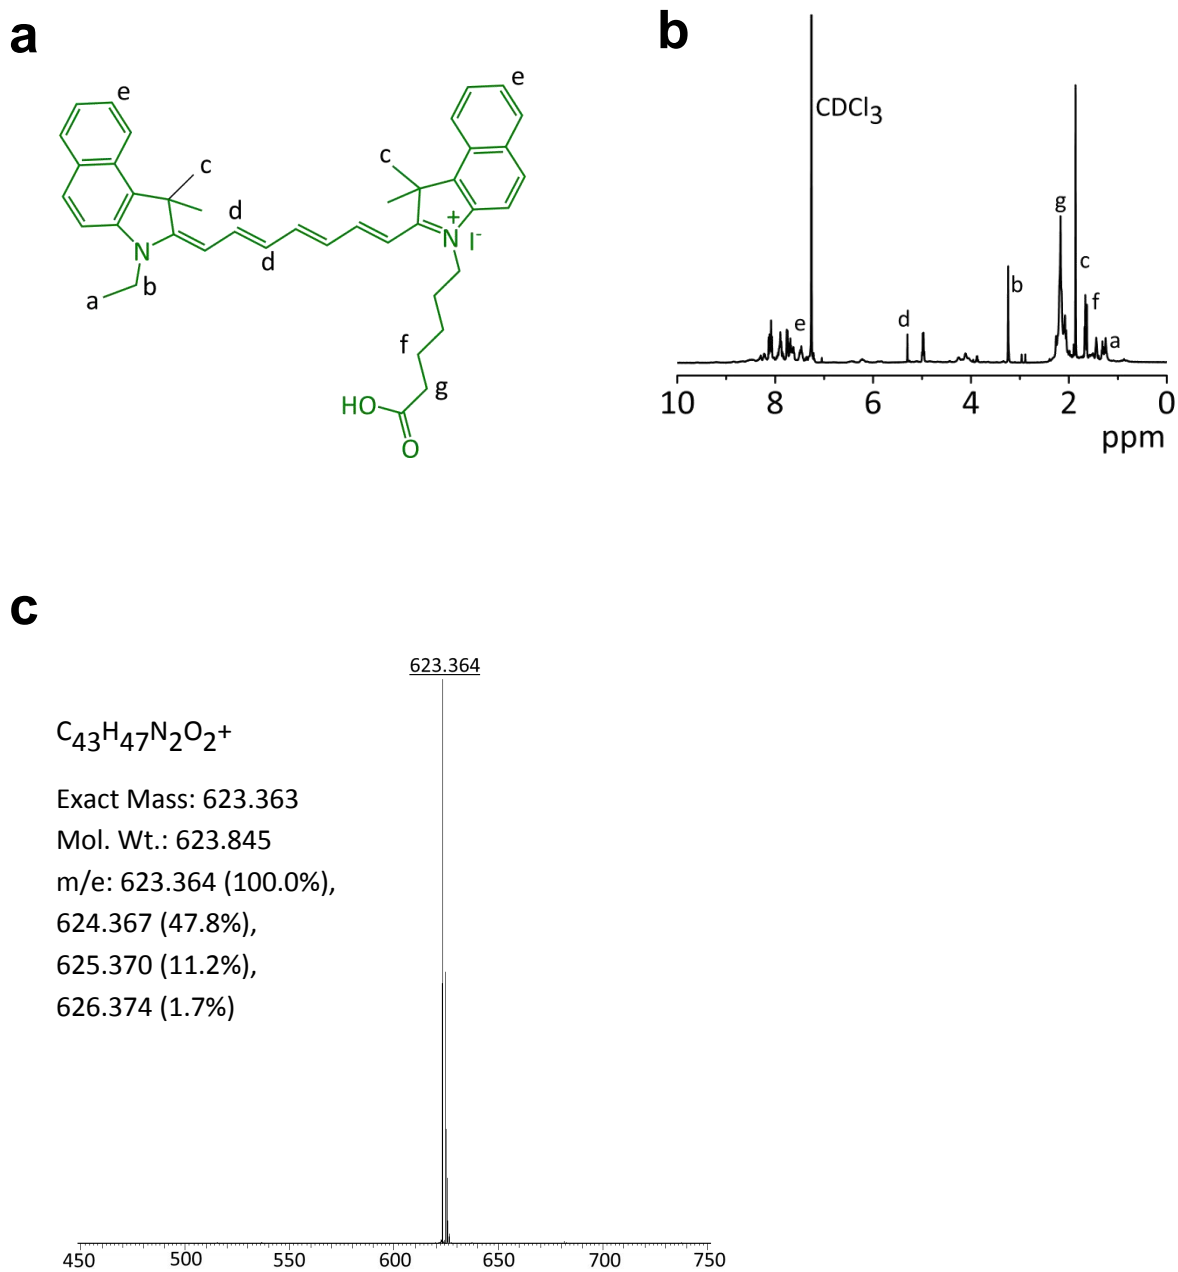 a
b
e
e
c
c
d
d
N
b
a
+
N I-
f
g
HO
O
CDCl3
g
c
b
f
e
d
a
10 8 6 4 2 0
ppm
c
623.364
C43H47N2O2+
Exact Mass: 623.363
Mol. Wt.: 623.845
m/e: 623.364 (100.0%),
624.367 (47.8%),
625.370 (11.2%),
626.374 (1.7%)
450 500 550 600 650 700 750